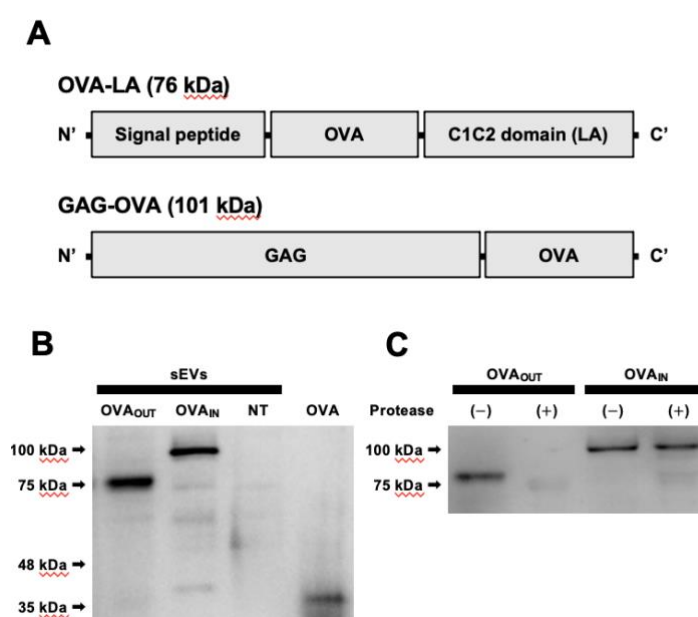 A
OVA-LA (76 kDa)
N' Signal peptide OVA C1C2 domain (LA) C'
GAG-OVA (101 kDa)
N' GAG OVA C'
B
sEVs
OVAOUT OVAIN NT OVA
100 kDa →
75 kDa →
48 kDa →
35 kDa →
C
OVAOUT OVAIN
Protease (−) (+) (−) (+)
100 kDa →
75 kDa →